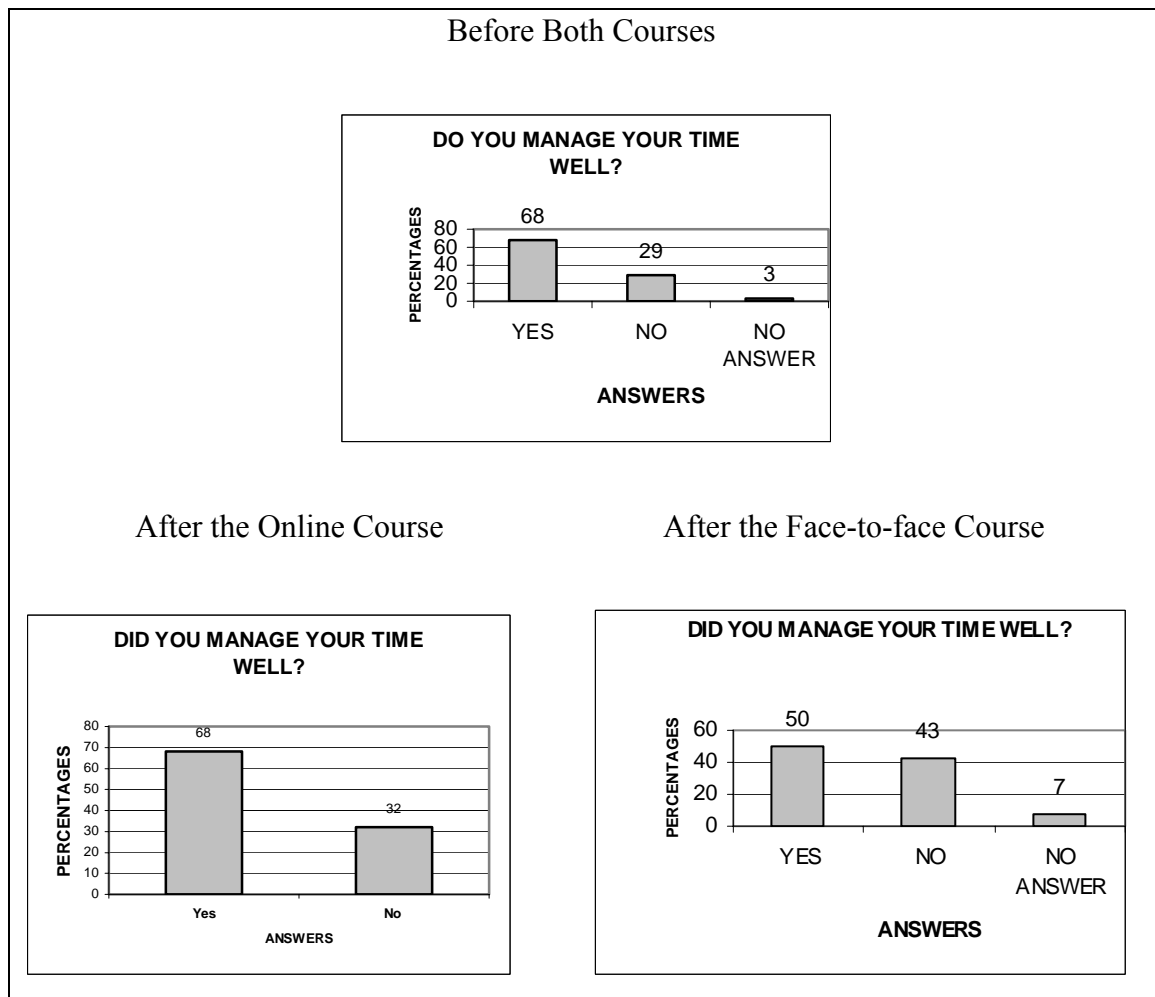 Before Both Courses
DO YOU MANAGE YOUR TIME
WELL?
PERCENTAGES
80
60
40
20
0
68
29
3
YES NO NO
ANSWER
ANSWERS
After the Online Course
DID YOU MANAGE YOUR TIME
WELL?
PERCENTAGES
80
70
60
50
40
30
20
10
0
68
32
Yes No
ANSWERS
After the Face-to-face Course
DID YOU MANAGE YOUR TIME WELL?
PERCENTAGES
60
40
20
0
50
43
7
YES NO NO
ANSWER
ANSWERS